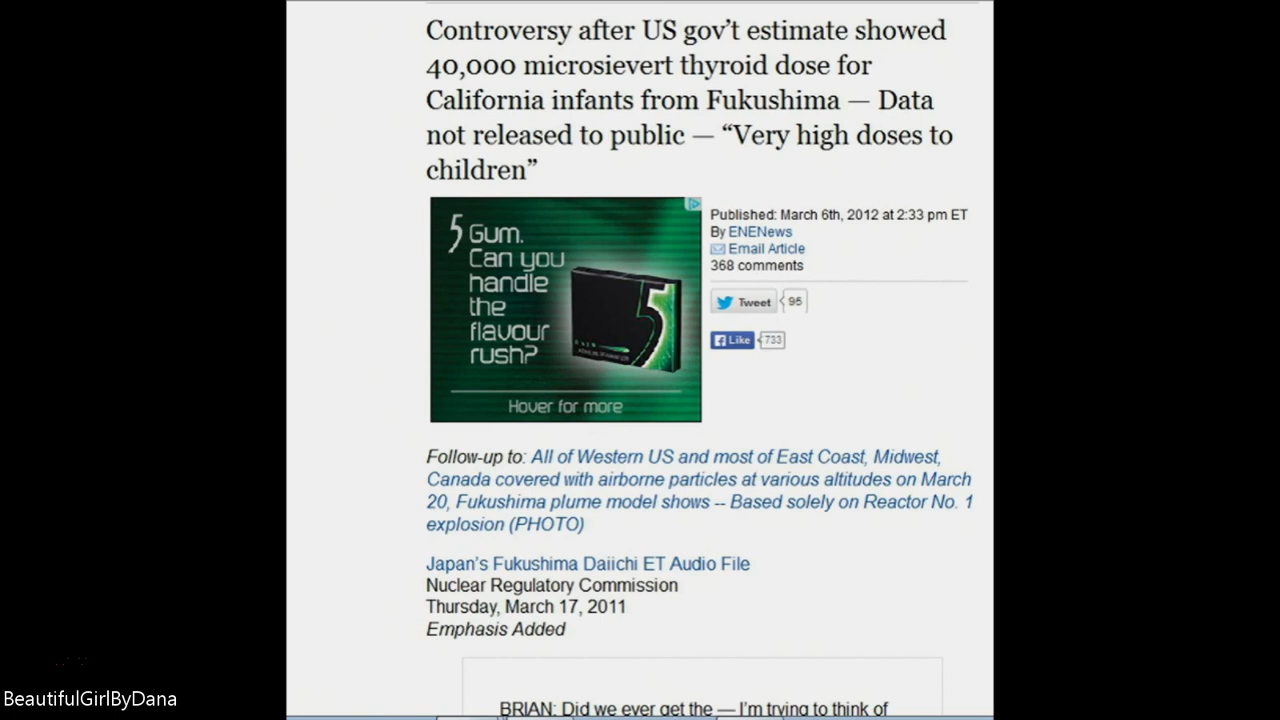 Controversy after US gov’t estimate showed
40,000 microsievert thyroid dose for
California infants from Fukushima — Data
not released to public — “Very high doses to
children”
5 Gum.
Can you
handle
the
flavour
rush?
5
Hover for more
Published: March 6th, 2012 at 2:33 pm ET
By ENENews
Email Article
368 comments
Tweet 95
Like 733
Follow-up to: All of Western US and most of East Coast, Midwest,
Canada covered with airborne particles at various altitudes on March
20, Fukushima plume model shows -- Based solely on Reactor No. 1
explosion (PHOTO)
Japan’s Fukushima Daiichi ET Audio File
Nuclear Regulatory Commission
Thursday, March 17, 2011
Emphasis Added
BRIAN: Did we ever get the — I’m trying to think of
BeautifulGirlByDana